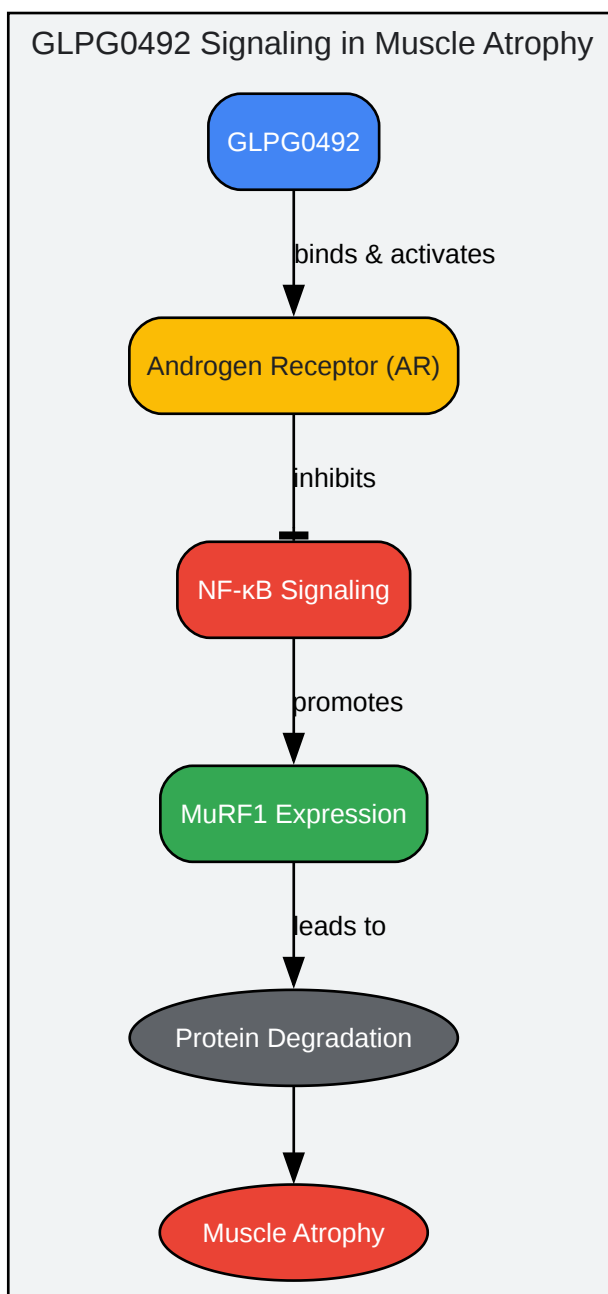 GLPG0492 Signaling in Muscle Atrophy
GLPG0492
binds & activates
Androgen Receptor (AR)
inhibits
NF-κB Signaling
promotes
MuRF1 Expression
leads to
Protein Degradation
Muscle Atrophy